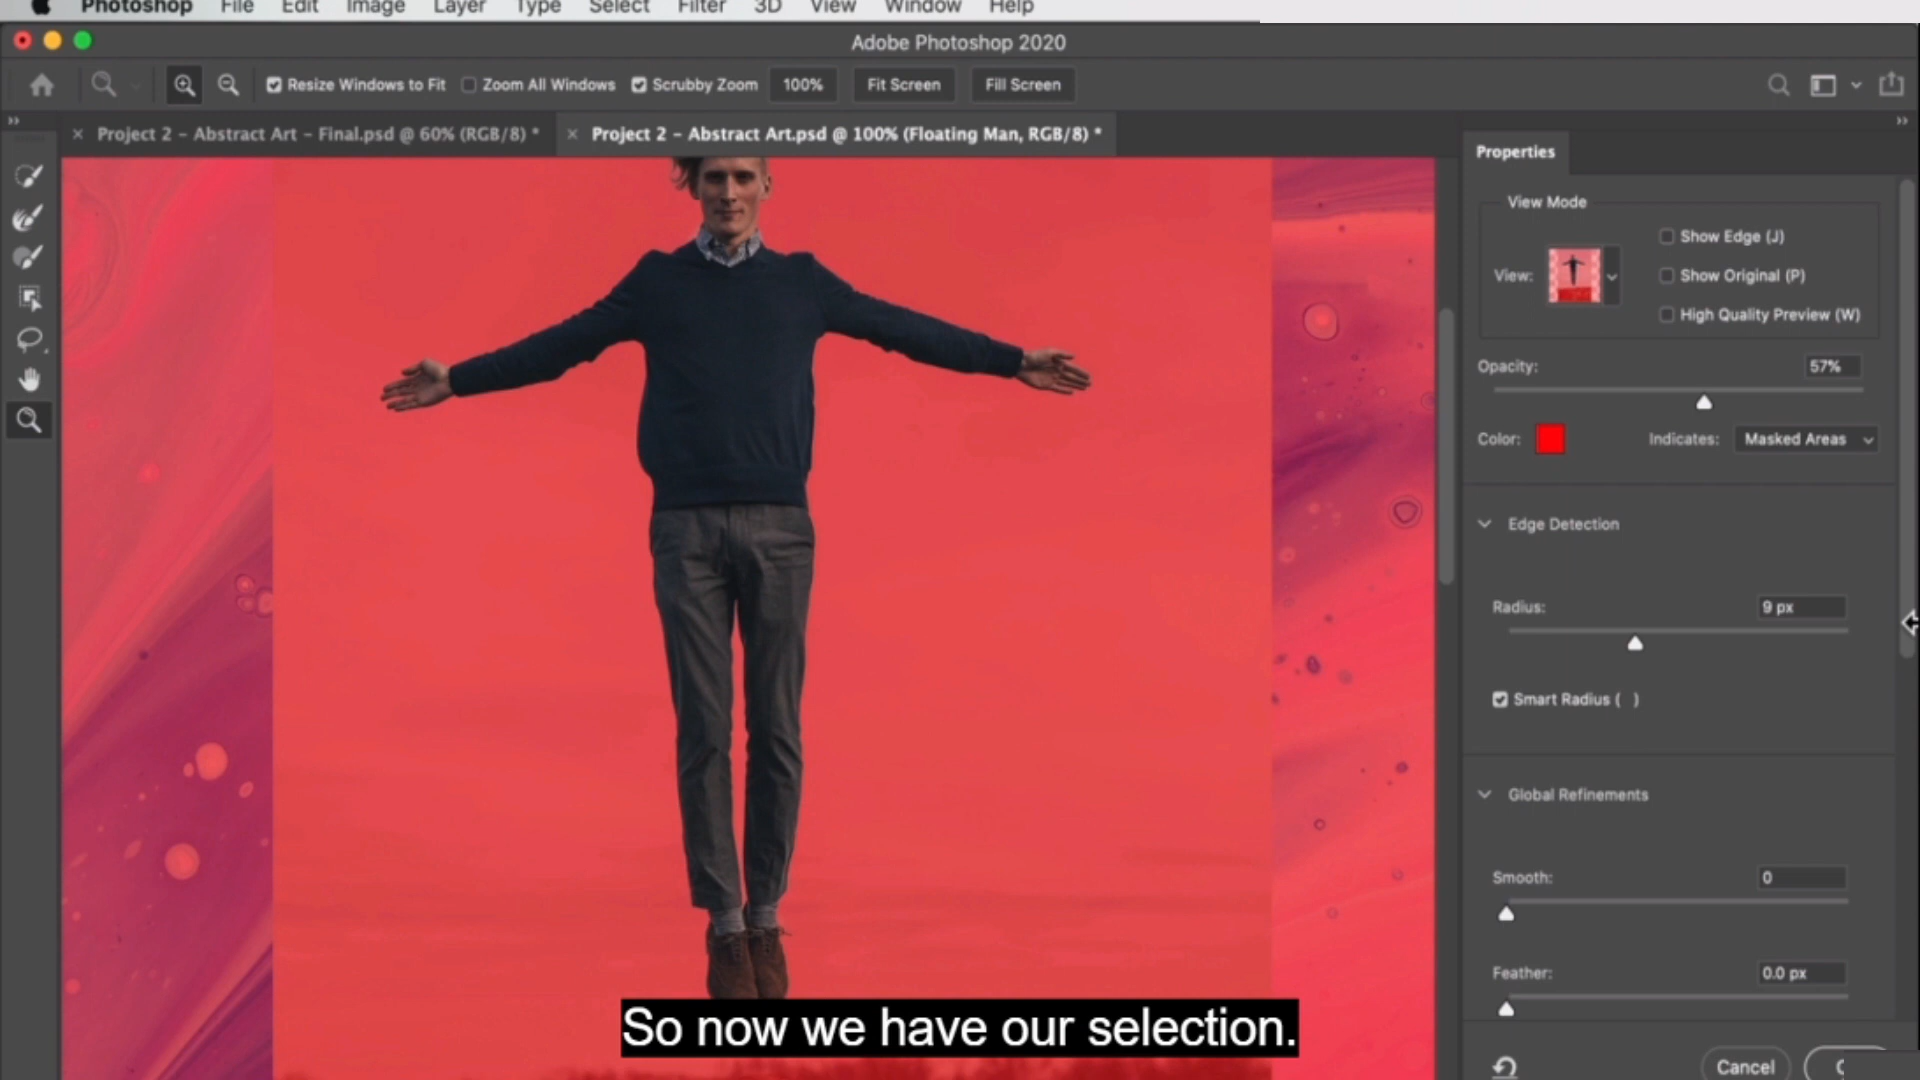 Photoshop File Edit Image Layer Type Select Filter 3D View Window Help
Adobe Photoshop 2020
Resize Windows to Fit Zoom All Windows Scrubby Zoom 100% Fit Screen Fill Screen
Project 2 - Abstract Art - Final.psd @ 60% (RGB/8) *
Project 2 - Abstract Art.psd @ 100% (Floating Man, RGB/8) *
Properties
View Mode
Show Edge (J)
View:
Show Original (P)
High Quality Preview (W)
Opacity: 57%
Color: Indicates: Masked Areas
Edge Detection
Radius: 9 px
Smart Radius ( )
Global Refinements
Smooth: 0
Feather: 0.0 px
So now we have our selection.
Cancel